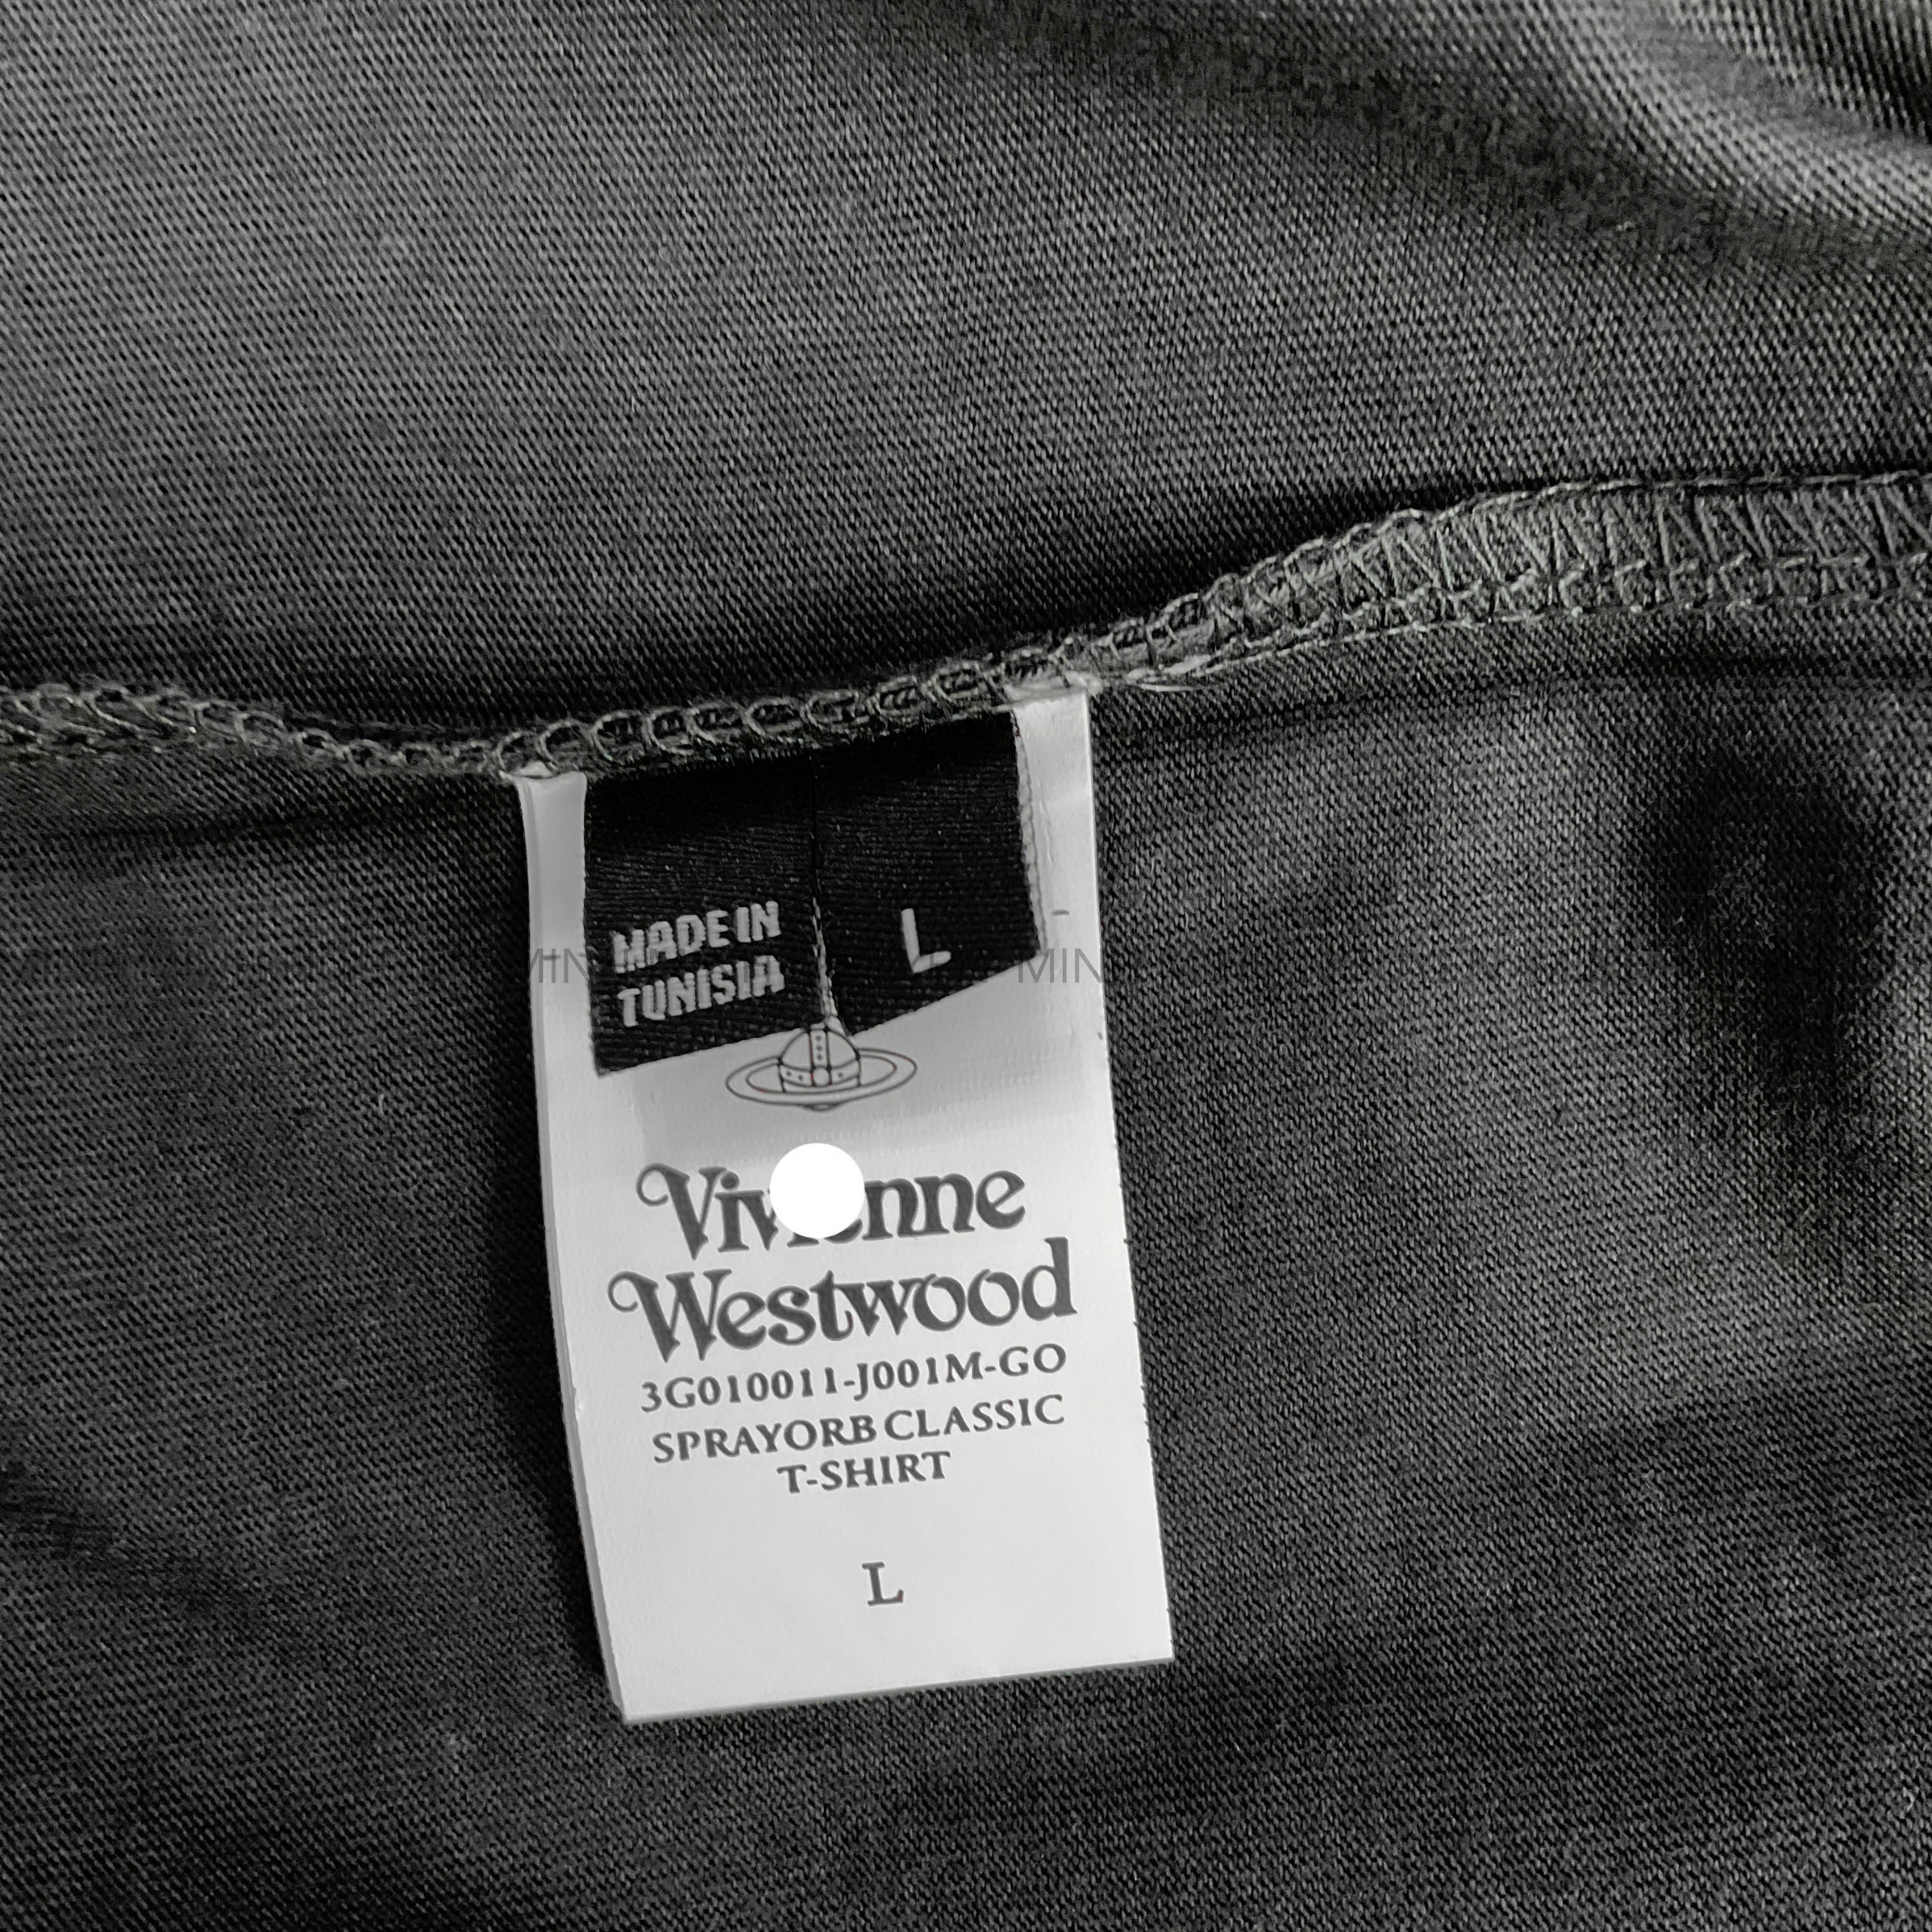 MADE IN
TUNISIA
L
Westwood
3G010011-J001M-GO
SPRAYORB CLASSIC
T-SHIRT
L